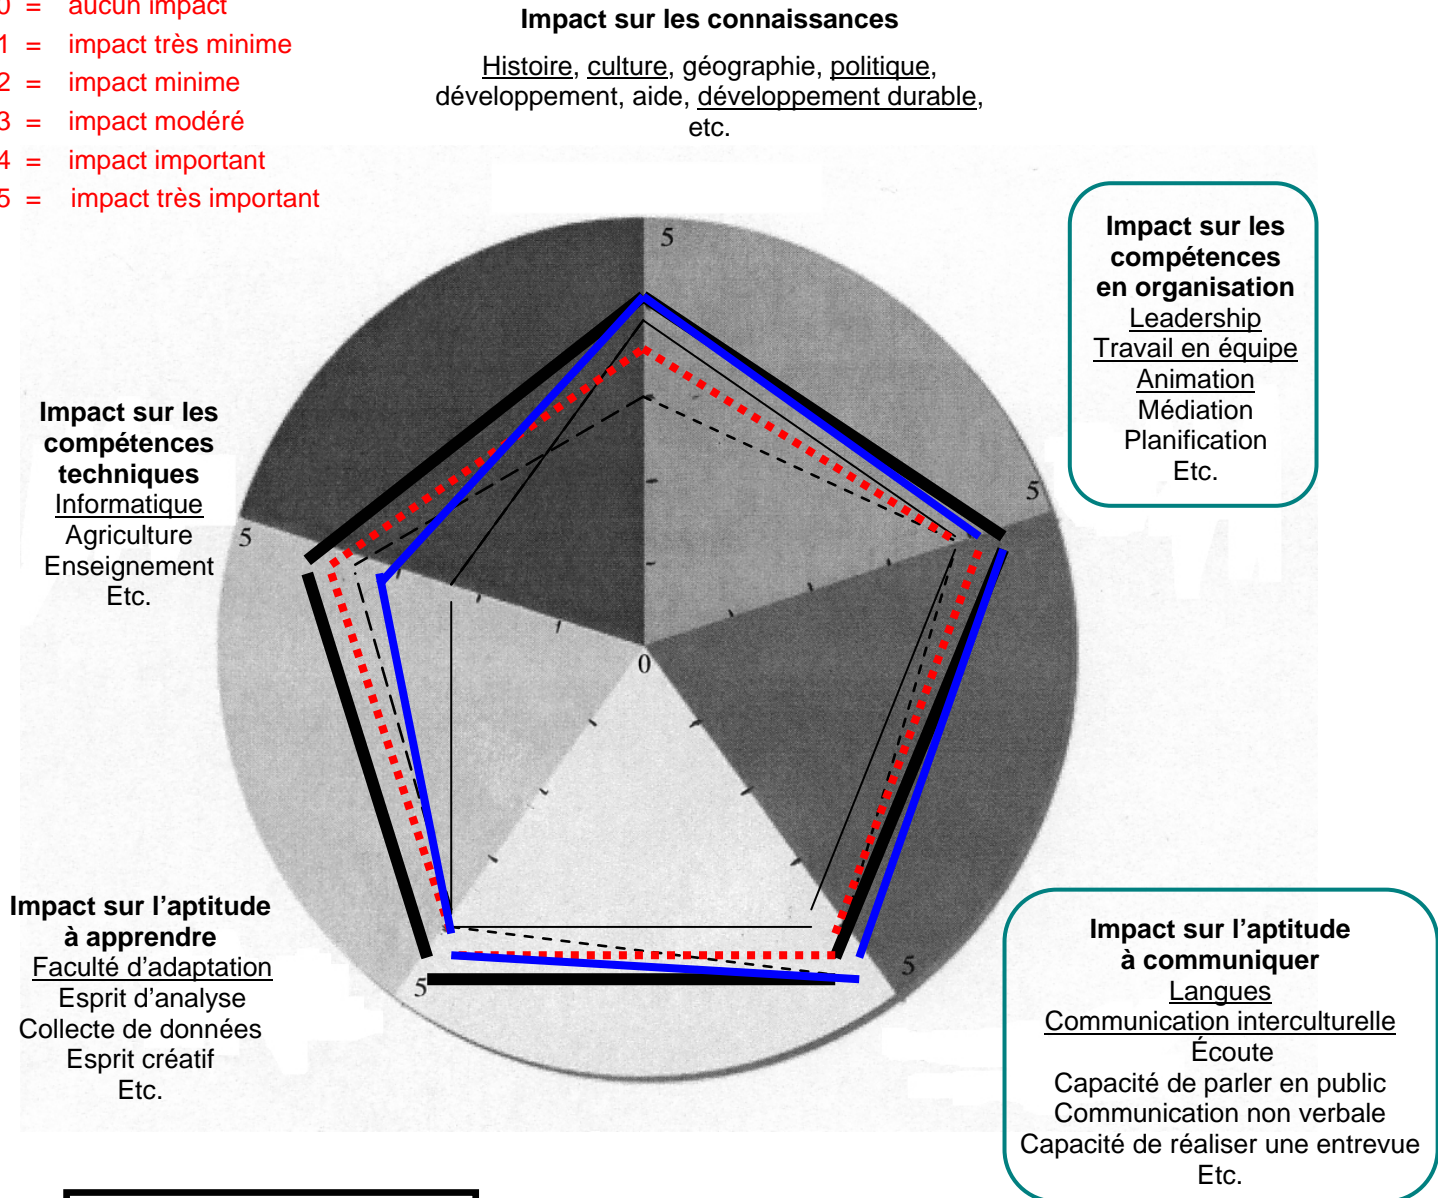 0 = aucun impact
1 = impact très minime
2 = impact minime
3 = impact modéré
4 = impact important
5 = impact très important
Impact sur les connaissances
Histoire, culture, géographie, politique,
développement, aide, développement durable,
etc.
Impact sur les
compétences
en organisation
Leadership
Travail en équipe
Animation
Médiation
Planification
Etc.
Impact sur les
compétences
techniques
Informatique
Agriculture
Enseignement
Etc.
5
5
5
0
5
5
Impact sur l'aptitude
à apprendre
Faculté d'adaptation
Esprit d'analyse
Collecte de données
Esprit créatif
Etc.
Impact sur l'aptitude
à communiquer
Langues
Communication interculturelle
Écoute
Capacité de parler en public
Communication non verbale
Capacité de réaliser une entrevue
Etc.